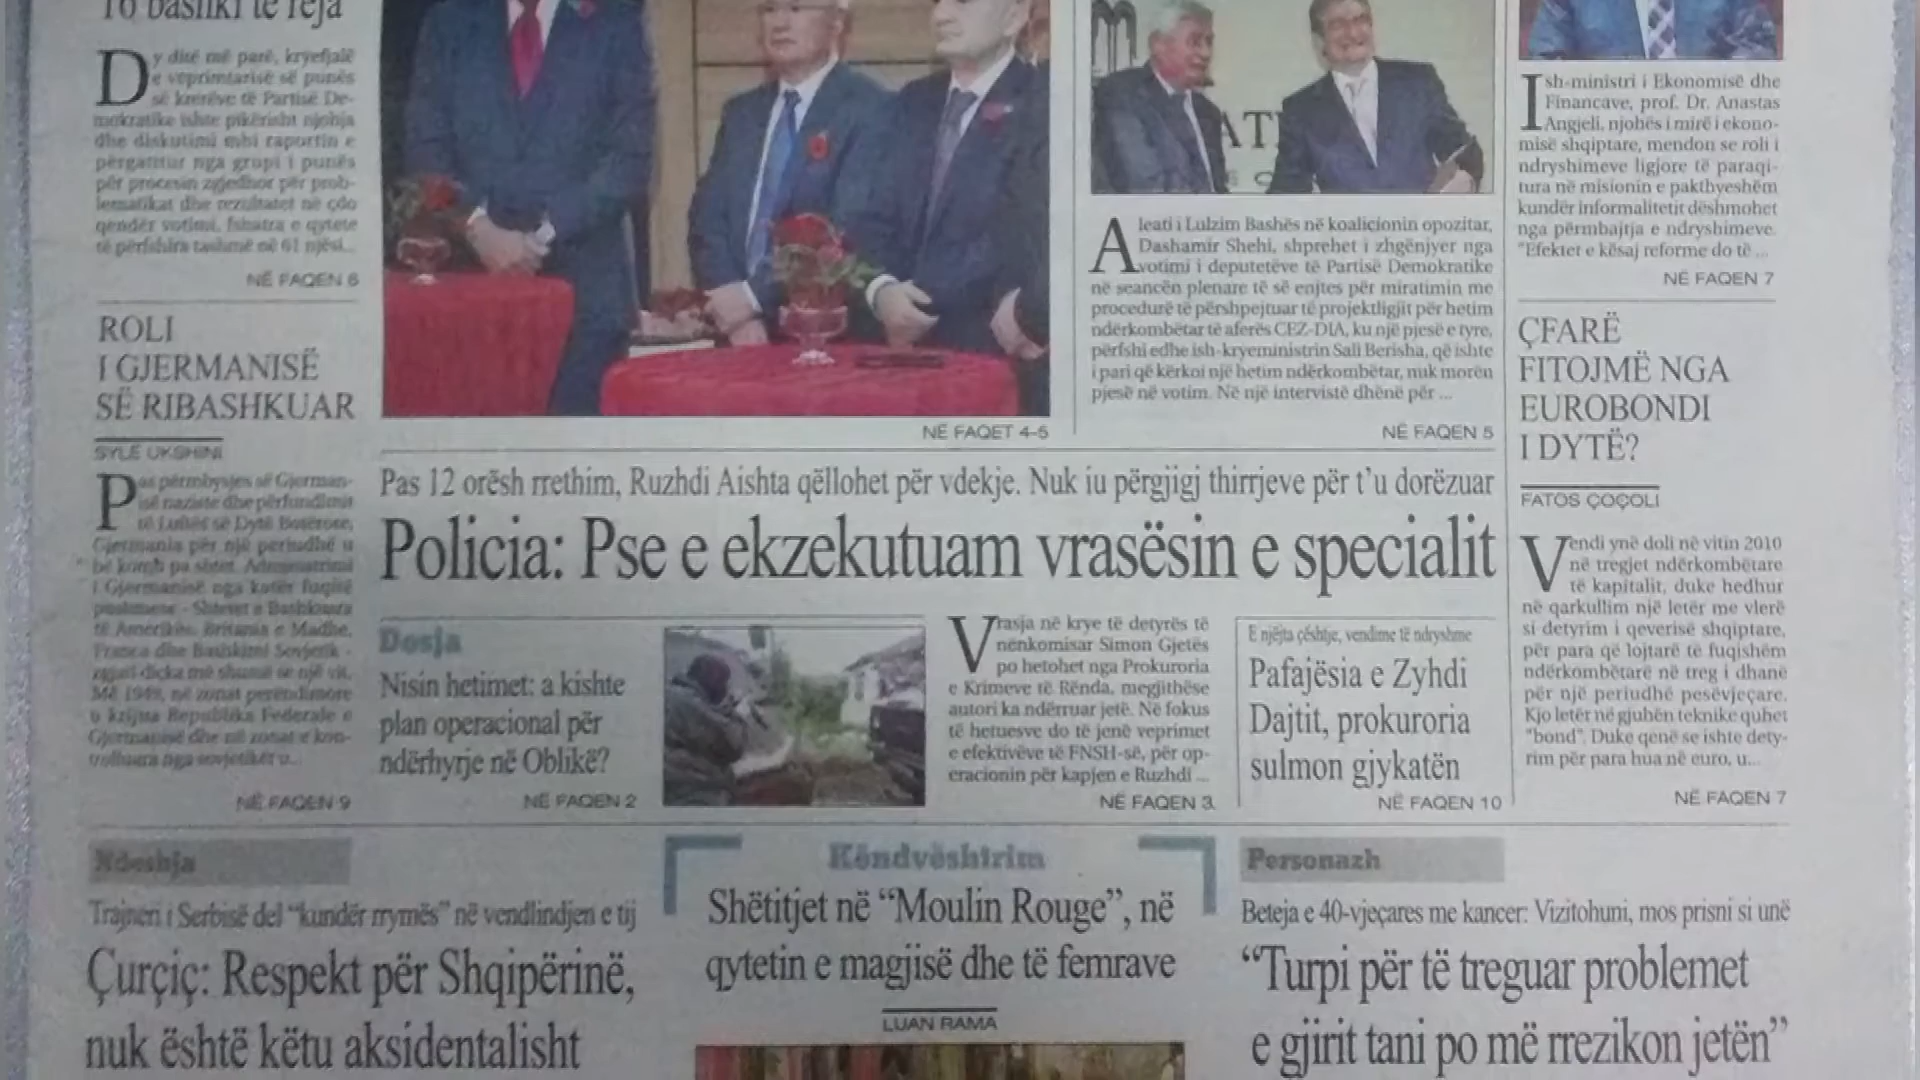 16 bashki të reja
Dy ditë më parë, kryefjalë
e veprimtarisë së punës
së krerëve të Partisë De-
mokratike ishte pikërisht njohja
dhe diskutimi mbi raportin e
përgatitur nga grupi i punës
për procesin zgjedhor për prob-
lematikat dhe rezultatet në çdo
qendër votimi, fshatra e qytete
të përfshira tashmë në 61 njësi...
NË FAQEN 6
ROLI
I GJERMANISË
SË RIBASHKUAR
SYLË UKSHINI
Pas përmbysjes së Gjerman-
isë naziste dhe përfundimit
të Luftës së Dytë Botërore,
Gjermania për një periudhë u
bë komb pa shtet. Administrimi
i Gjermanisë nga katër fuqitë
pushtuese - Shtetet e Bashkuara
të Amerikës, Britania e Madhe,
Franca dhe Bashkimi Sovjetik -
zgjati diçka më shumë se një vit.
Më 1949, në zonat perëndimore
u krijua Republika Federale e
Gjermanisë dhe në zonat e kon-
trolluara nga sovjetikët u...
NË FAQEN 9
NË FAQET 4-5
Aleati i Lulzim Bashës në koalicionin opozitar,
Dashamir Shehi, shprehet i zhgënjyer nga
votimi i deputetëve të Partisë Demokratike
në seancën plenare të së enjtes për miratimin me
procedurë të përshpejtuar të projektligjit për hetim
ndërkombëtar të aferës CEZ-DIA, ku një pjesë e tyre,
përfshi edhe ish-kryeministrin Sali Berisha, që ishte
i pari që kërkoi një hetim ndërkombëtar, nuk morën
pjesë në votim. Në një intervistë dhënë për ...
NË FAQEN 5
Ish-ministri i Ekonomisë dhe
Financave, prof. Dr. Anastas
Angjeli, njohës i mirë i ekono-
misë shqiptare, mendon se roli i
ndryshimeve ligjore të paraqi-
tura në misionin e pakthyeshëm
kundër informalitetit dëshmohet
nga përmbajtja e ndryshimeve.
"Efektet e kësaj reforme do të ...
NË FAQEN 7
ÇFARË
FITOJMË NGA
EUROBONDI
I DYTË?
FATOS ÇOÇOLI
Vendi ynë doli në vitin 2010
në tregjet ndërkombëtare
të kapitalit, duke hedhur
në qarkullim një letër me vlerë
si detyrim i qeverisë shqiptare,
për para që lojtarë të fuqishëm
ndërkombëtarë në treg i dhanë
për një periudhë pesëvjeçare.
Kjo letër në gjuhën teknike quhet
"bond". Duke qenë se ishte dety-
rim për para hua në euro, u...
NË FAQEN 7
Pas 12 orësh rrethim, Ruzhdi Aishta qëllohet për vdekje. Nuk iu përgjigj thirrjeve për t'u dorëzuar
Policia: Pse e ekzekutuam vrasësin e specialit
Dosja
Nisin hetimet: a kishte
plan operacional për
ndërhyrje në Oblikë?
NË FAQEN 2
Vrasja në krye të detyrës të
nënkomisar Simon Gjetës
po hetohet nga Prokuroria
e Krimeve të Rënda, megjithëse
autori ka ndërruar jetë. Në fokus
të hetuesve do të jenë veprimet
e efektivëve të FNSH-së, për op-
eracionin për kapjen e Ruzhdi ...
NË FAQEN 3
E njëjta çështje, vendime të ndryshme
Pafajësia e Zyhdi
Dajtit, prokuroria
sulmon gjykatën
NË FAQEN 10
Ndeshja
Trajneri i Serbisë del "kundër rrymës" në vendlindjen e tij
Çurçiç: Respekt për Shqipërinë,
nuk është këtu aksidentalisht
Këndvështrim
Shëtitjet në "Moulin Rouge", në
qytetin e magjisë dhe të femrave
LUAN RAMA
Personazh
Beteja e 40-vjeçares me kancer: Vizitohuni, mos prisni si unë
"Turpi për të treguar problemet
e gjirit tani po më rrezikon jetën"